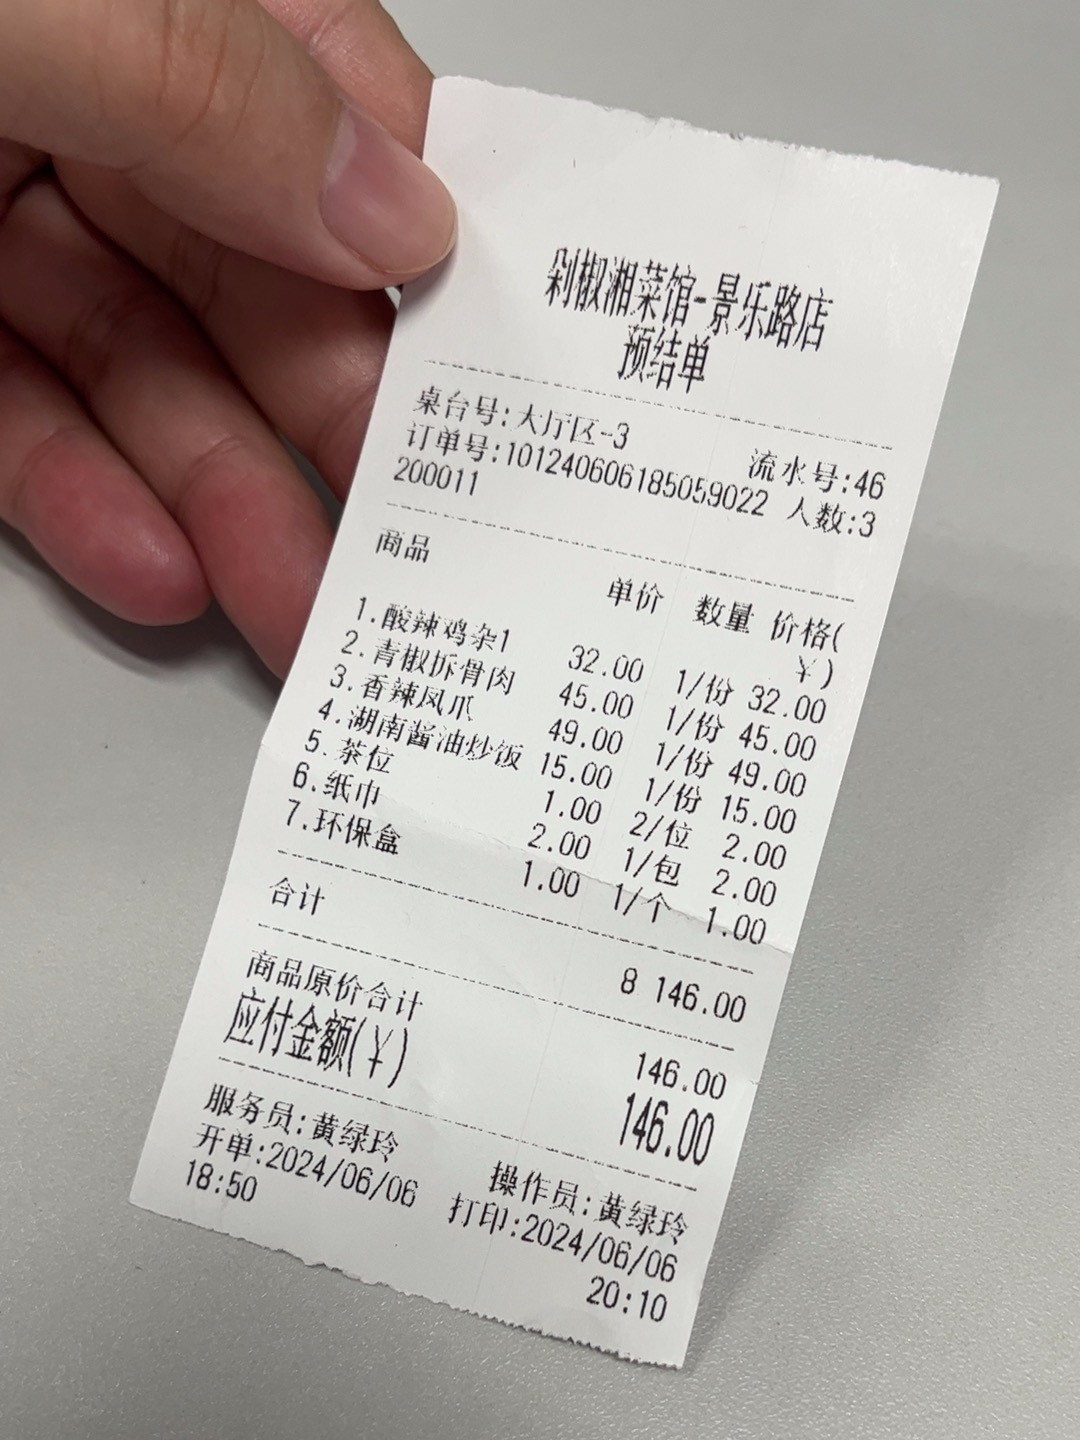 剁椒湘菜馆-景乐路店
预结单
桌台号:大厅区-3 流水号:46
订单号:101240606185059022 人数:3
200011
商品 单价 数量 价格(
¥)
1.酸辣鸡杂1 32.00 1/份 32.00
2.青椒拆骨肉 45.00 1/份 45.00
3.香辣凤爪 49.00 1/份 49.00
4.湖南酱油炒饭 15.00 1/份 15.00
5.茶位 1.00 2/位 2.00
6.纸巾 2.00 1/包 2.00
7.环保盒 1.00 1/个 1.00
合计 8 146.00
商品原价合计 146.00
应付金额(¥) 146.00
服务员:黄绿玲 操作员:黄绿玲
开单:2024/06/06 打印:2024/06/06
18:50 20:10